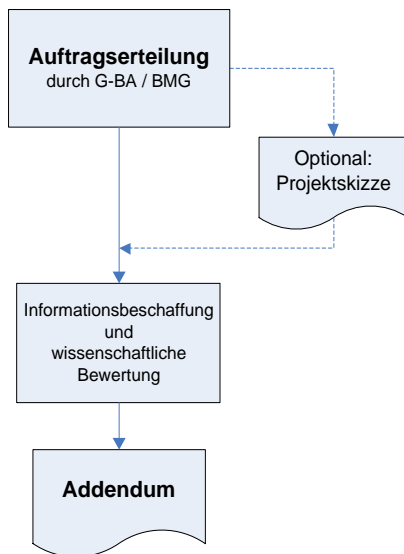 Auftragserteilung
durch G-BA / BMG
Optional:
Projektskizze
Informationsbeschaffung
und
wissenschaftliche
Bewertung
Addendum